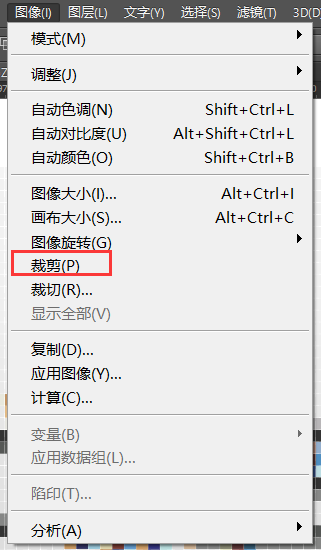 图像(I) 图层(L) 文字(Y) 选择(S) 滤镜(T) 3D(D
模式(M)
调整(J)
自动色调(N) Shift+Ctrl+L
自动对比度(U) Alt+Shift+Ctrl+L
自动颜色(O) Shift+Ctrl+B
图像大小(I)... Alt+Ctrl+I
画布大小(S)... Alt+Ctrl+C
图像旋转(G)
裁剪(P)
裁切(R)...
显示全部(V)
复制(D)...
应用图像(Y)...
计算(C)...
变量(B)
应用数据组(L)...
陷印(T)...
分析(A)